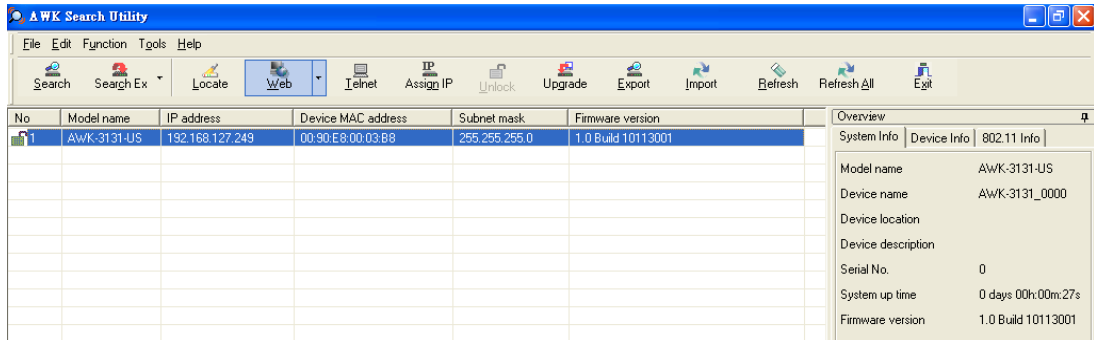 AWK Search Utility
File Edit Function Tools Help
Search Search Ex Locate Web Telnet IP Assign IP Unlock Upgrade Export Import Refresh Refresh All Exit
No Model name IP address Device MAC address Subnet mask Firmware version
1 AWK-3131-US 192.168.127.249 00:90:E8:00:03:B8 255.255.255.0 1.0 Build 10113001
Overview
System Info Device Info 802.11 Info
Model name AWK-3131-US
Device name AWK-3131_0000
Device location
Device description
Serial No. 0
System up time 0 days 00h:00m:27s
Firmware version 1.0 Build 10113001